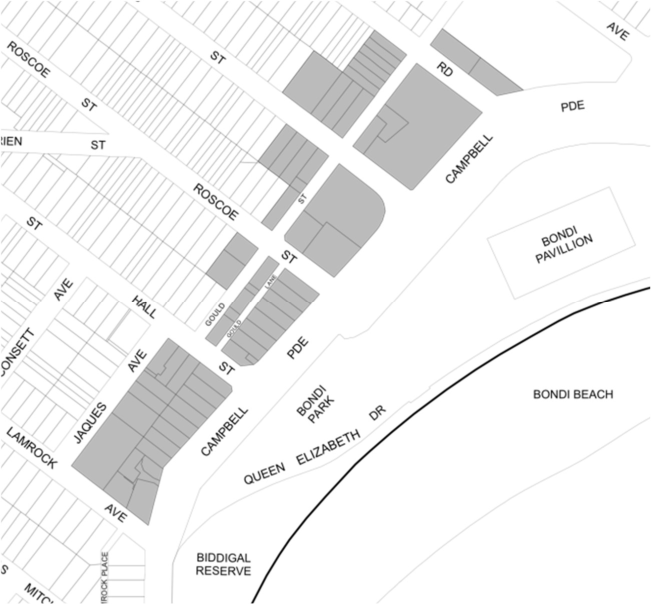 AVE
ROSCOE
ST
ST
RD
PDE
IEN
ST
CAMPBELL
ROSCOE
ST
ST
ST
BONDI
PAVILLION
AVE
HALL
GOULD
LANE
GOULD
ONSETT
AVE
ST
PDE
BONDI
PARK
BONDI BEACH
JAQUES
CAMPBELL
DR
ELIZABETH
QUEEN
LAMROCK
AVE
BIDDIGAL
RESERVE
ROCK PLACE
S
MITC